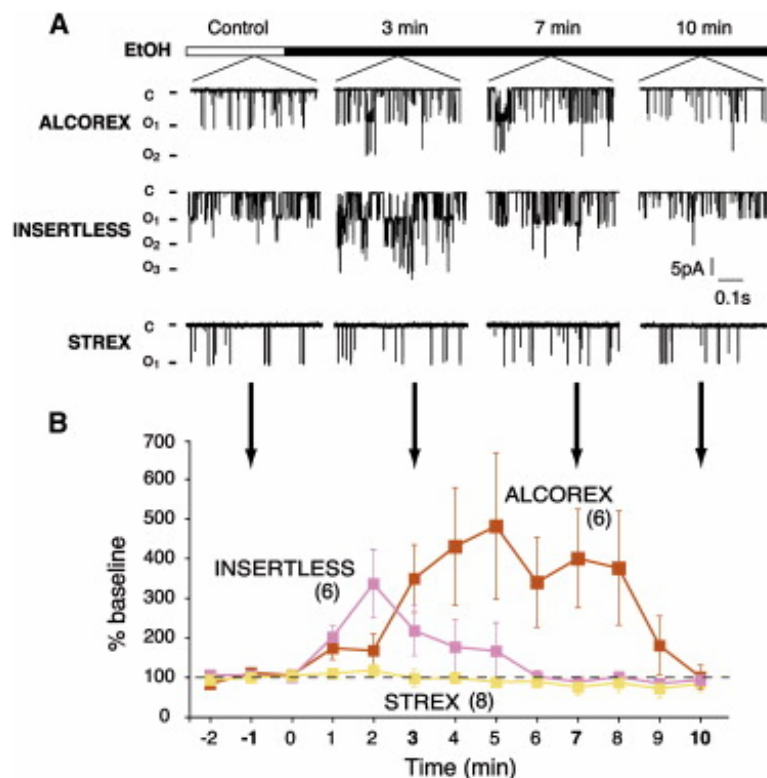 A
Control 3 min 7 min 10 min
EtOH
C
ALCOREX
O1
O2
C
O1
INSERTLESS
O2
O3
5pA
0.1s
C
STREX
O1
B
700
600
500
400
300
200
100
0
% baseline
ALCOREX
(6)
INSERTLESS
(6)
STREX (8)
-2 -1 0 1 2 3 4 5 6 7 8 9 10
Time (min)